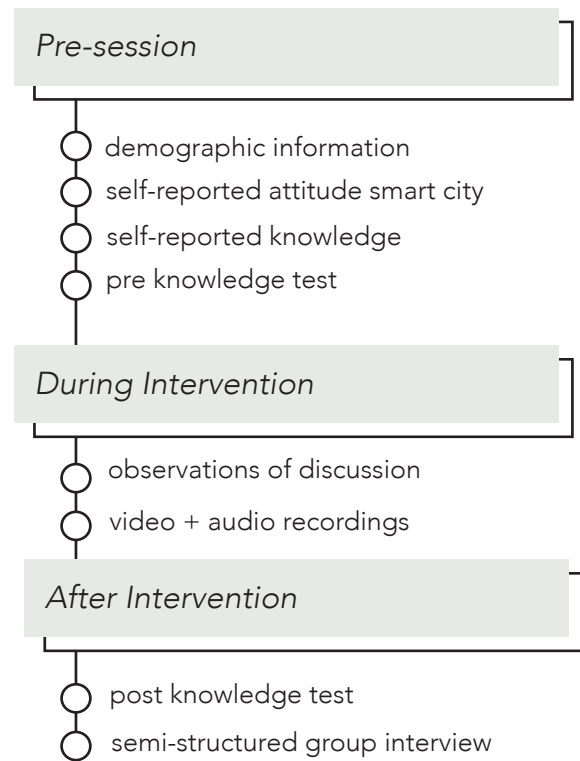 Pre-session
demographic information
self-reported attitude smart city
self-reported knowledge
pre knowledge test
During Intervention
observations of discussion
video + audio recordings
After Intervention
post knowledge test
semi-structured group interview